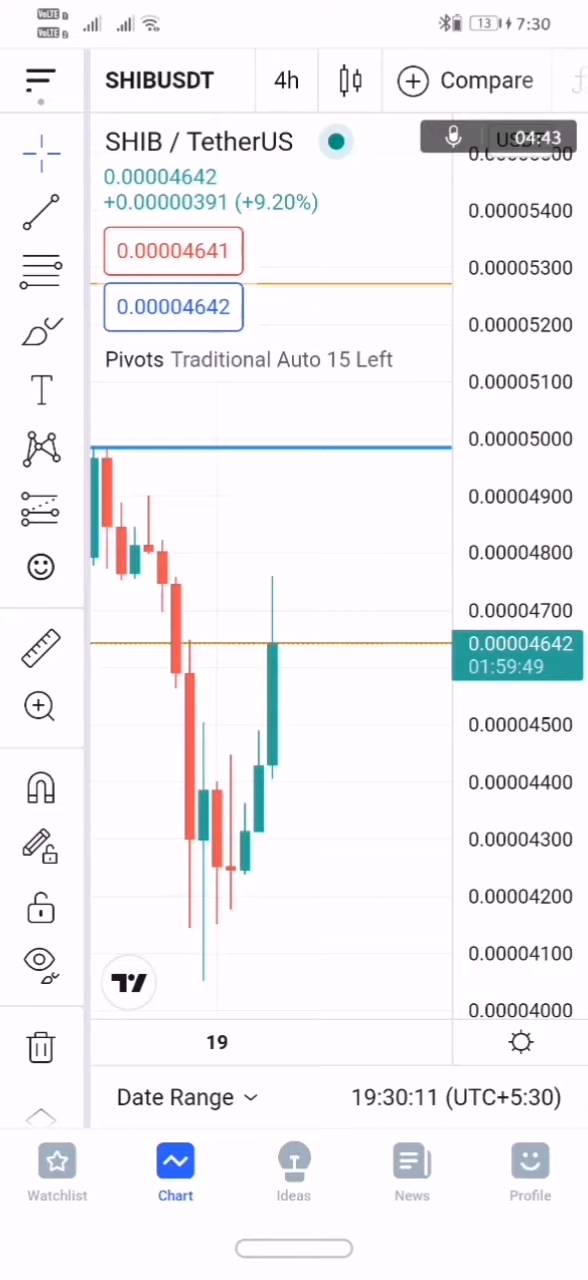 VoLTE
VoLTE
13
7:30
SHIBUSDT
4h
Compare
SHIB / TetherUS
04:43
0.00004642
+0.00000391 (+9.20%)
0.00004641
0.00004642
Pivots Traditional Auto 15 Left
0.00005400
0.00005300
0.00005200
0.00005100
0.00005000
0.00004900
0.00004800
0.00004700
0.00004642
01:59:49
0.00004500
0.00004400
0.00004300
0.00004200
0.00004100
0.00004000
T
19
Date Range
19:30:11 (UTC+5:30)
Watchlist
Chart
Ideas
News
Profile